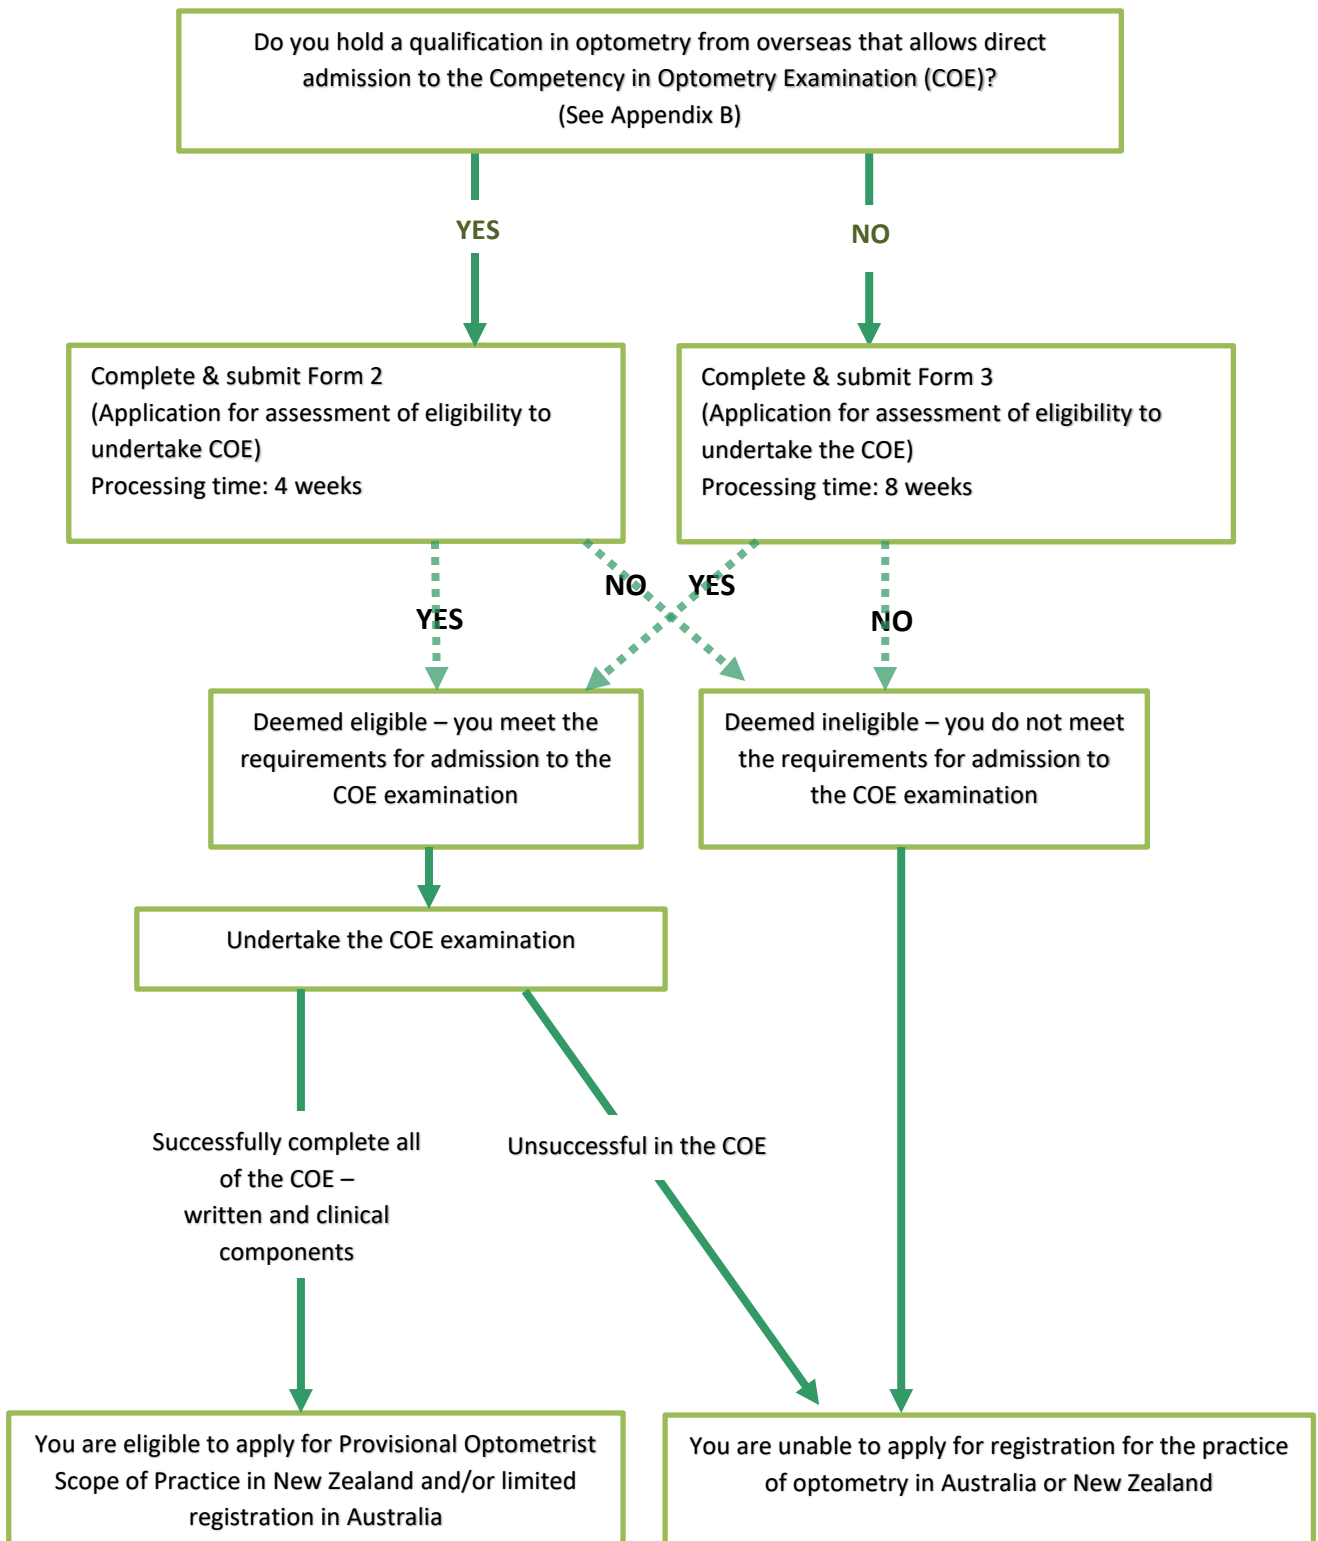 Do you hold a qualification in optometry from overseas that allows direct
admission to the Competency in Optometry Examination (COE)?
(See Appendix B)
YES
NO
Complete & submit Form 2
(Application for assessment of eligibility to
undertake COE)
Processing time: 4 weeks
Complete & submit Form 3
(Application for assessment of eligibility to
undertake the COE)
Processing time: 8 weeks
NO
YES
YES
NO
Deemed eligible – you meet the
requirements for admission to the
COE examination
Deemed ineligible – you do not meet
the requirements for admission to
the COE examination
Undertake the COE examination
Successfully complete all
of the COE –
written and clinical
components
Unsuccessful in the COE
You are eligible to apply for Provisional Optometrist
Scope of Practice in New Zealand and/or limited
registration in Australia
You are unable to apply for registration for the practice
of optometry in Australia or New Zealand